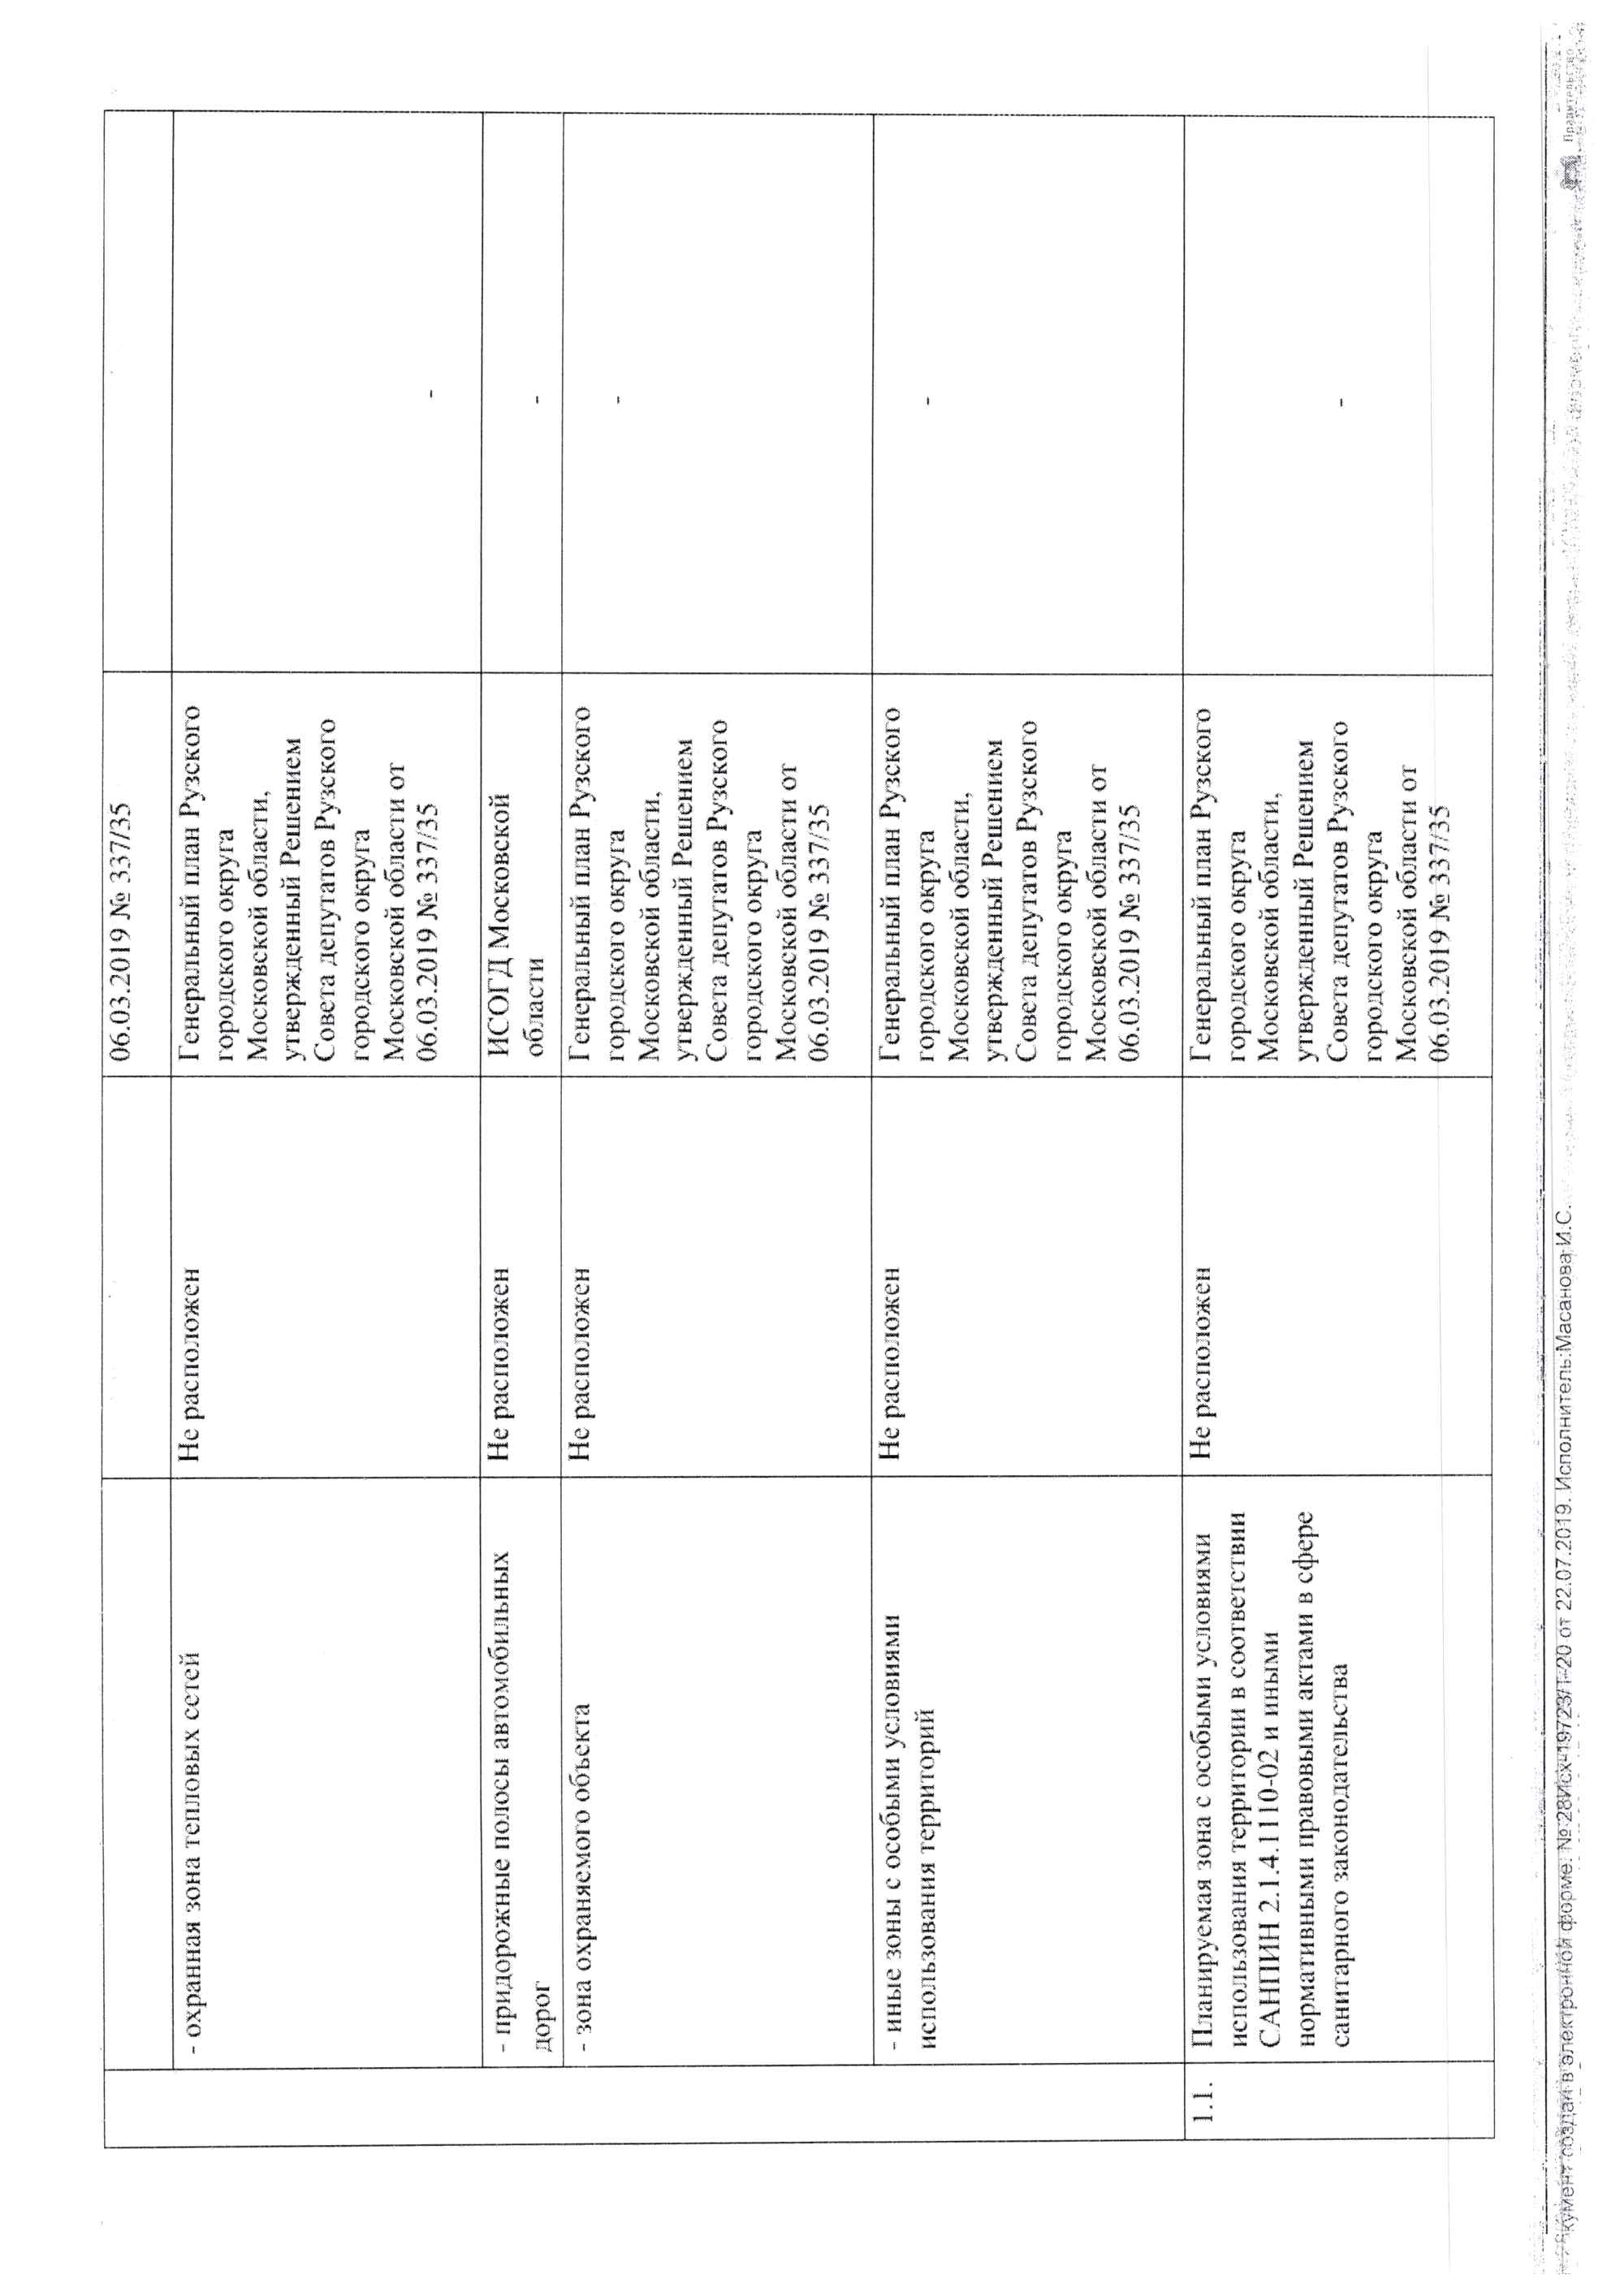 06.03.2019 № 337/35
- охранная зона тепловых сетей
Не расположен
Генеральный план Рузского
городского округа
Московской области,
утвержденный Решением
Совета депутатов Рузского
городского округа
Московской области от
06.03.2019 № 337/35
-
- придорожные полосы автомобильных
дорог
Не расположен
ИСОГД Московской
области
-
- зона охраняемого объекта
Не расположен
Генеральный план Рузского
городского округа
Московской области,
утвержденный Решением
Совета депутатов Рузского
городского округа
Московской области от
06.03.2019 № 337/35
-
- иные зоны с особыми условиями
использования территорий
Не расположен
Генеральный план Рузского
городского округа
Московской области,
утвержденный Решением
Совета депутатов Рузского
городского округа
Московской области от
06.03.2019 № 337/35
-
1.1.
Планируемая зона с особыми условиями
использования территории в соответствии
САНПИН 2.1.4.1110-02 и иными
нормативными правовыми актами в сфере
санитарного законодательства
Не расположен
Генеральный план Рузского
городского округа
Московской области,
утвержденный Решением
Совета депутатов Рузского
городского округа
Московской области от
06.03.2019 № 337/35
-
кумент создан в электронной форме. № 28Исх-19723/Т-20 от 22.07.2019. Исполнитель:Масанова И.С.
Правительство